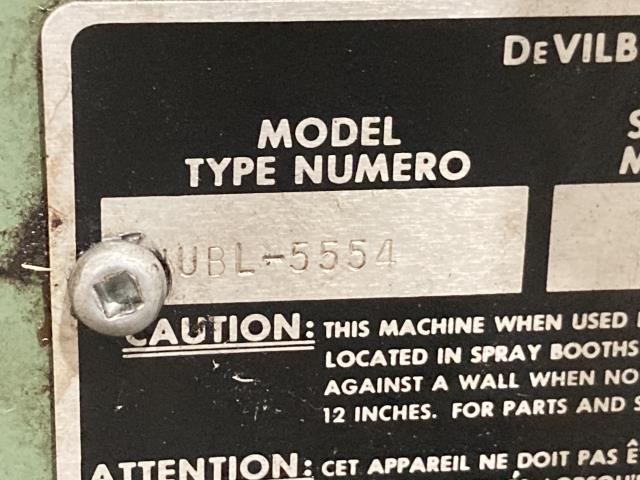 DEVILB
MODEL
TYPE NUMERO
UBL-5554
CAUTION: THIS MACHINE WHEN USED
LOCATED IN SPRAY BOOTHS
AGAINST A WALL WHEN NO
12 INCHES. FOR PARTS AND S
ATTENTION: CET APPAREIL NE DOIT PAS Ê